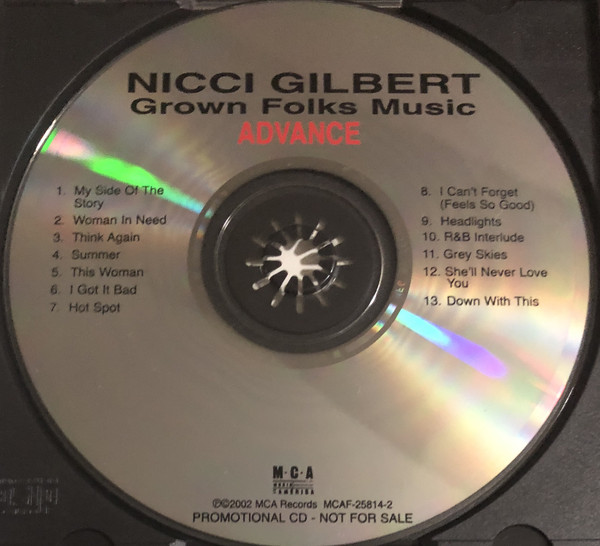 NICCI GILBERT
Grown Folks Music
ADVANCE
1. My Side Of The
Story
2. Woman In Need
3. Think Again
4. Summer
5. This Woman
6. I Got It Bad
7. Hot Spot
8. I Can't Forget
(Feels So Good)
9. Headlights
10. R&B Interlude
11. Grey Skies
12. She'll Never Love
You
13. Down With This
M·C·A
MUSIC
AMERICA
℗©2002 MCA Records MCAF-25814-2
PROMOTIONAL CD - NOT FOR SALE